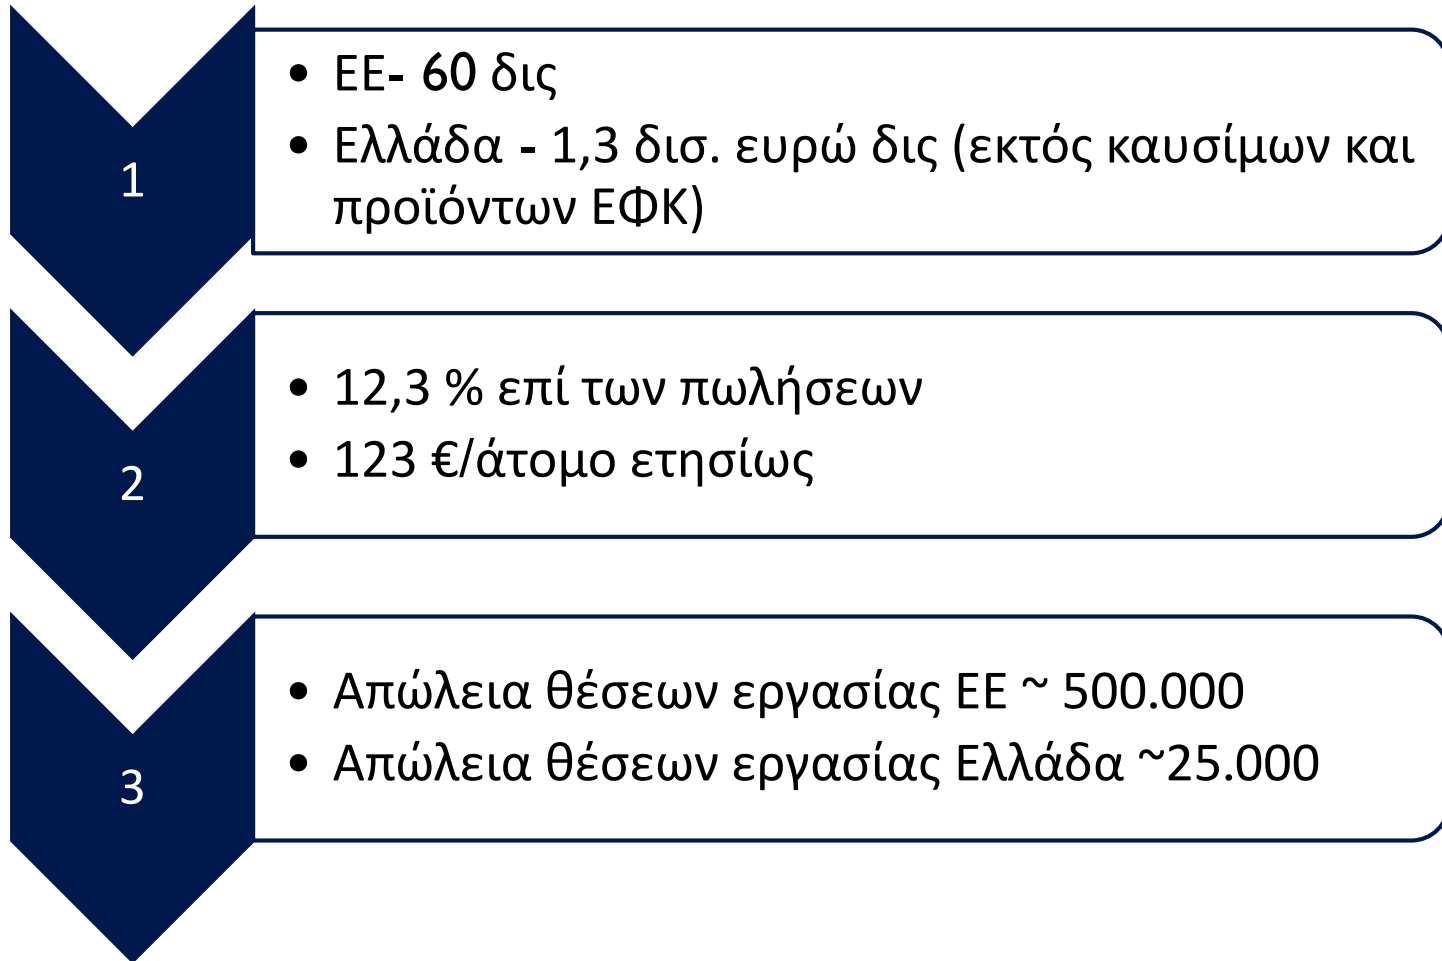 1
• ΕΕ- 60 δις
• Ελλάδα - 1,3 δισ. ευρώ δις (εκτός καυσίμων και
προϊόντων ΕΦΚ)
2
• 12,3 % επί των πωλήσεων
• 123 €/άτομο ετησίως
3
• Απώλεια θέσεων εργασίας ΕΕ ~ 500.000
• Απώλεια θέσεων εργασίας Ελλάδα ~25.000